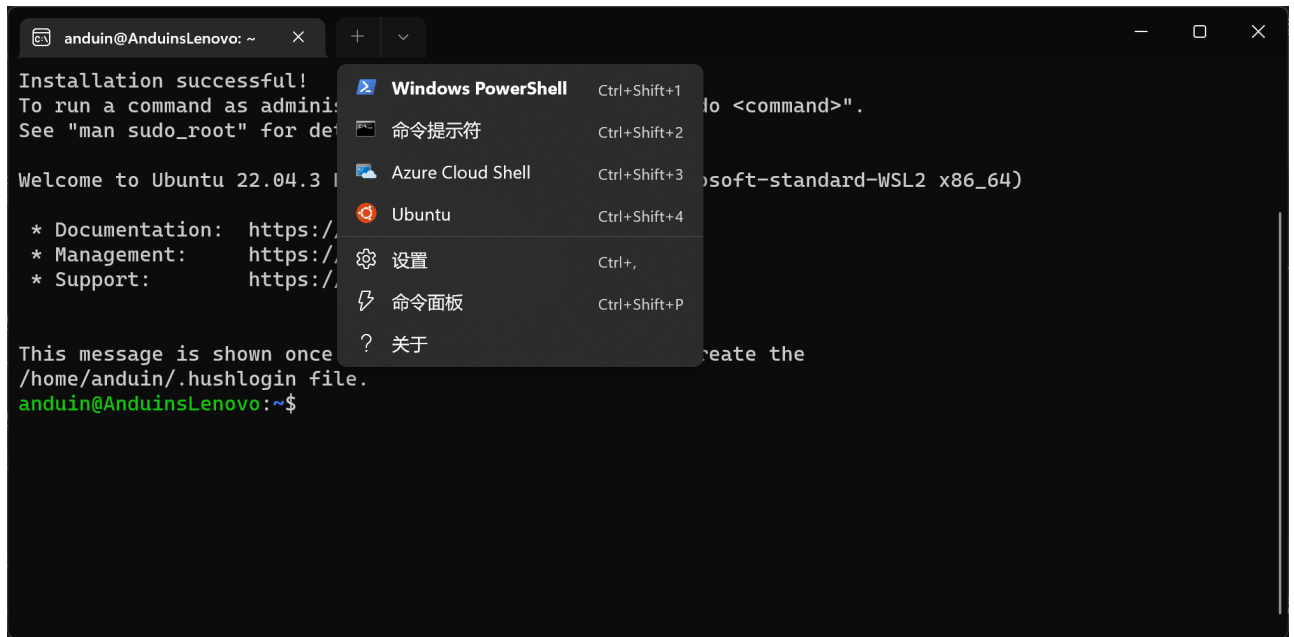 anduin@AnduinsLenovo: ~
Installation successful!
To run a command as adminis
do <command>".
See "man sudo_root" for det
Welcome to Ubuntu 22.04.3
osoft-standard-WSL2 x86_64)
* Documentation: https:/
* Management: https:/
* Support: https:/
This message is shown once
reate the
/home/anduin/.hushlogin file.
anduin@AnduinsLenovo:~$
Windows PowerShell Ctrl+Shift+1
命令提示符 Ctrl+Shift+2
Azure Cloud Shell Ctrl+Shift+3
Ubuntu Ctrl+Shift+4
设置 Ctrl+,
命令面板 Ctrl+Shift+P
关于